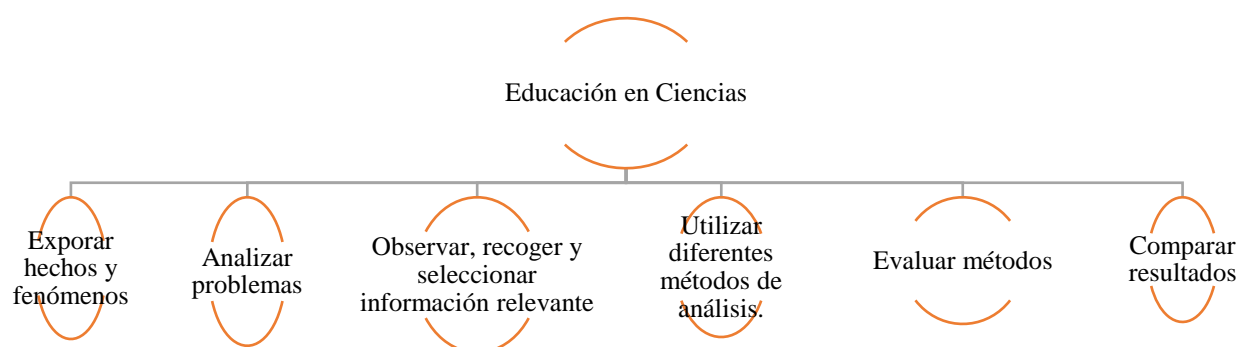 Educación en Ciencias
Exporar
hechos y
fenómenos
Analizar
problemas
Observar, recoger y
seleccionar
información relevante
Utilizar
diferentes
métodos de
análisis.
Evaluar métodos
Comparar
resultados